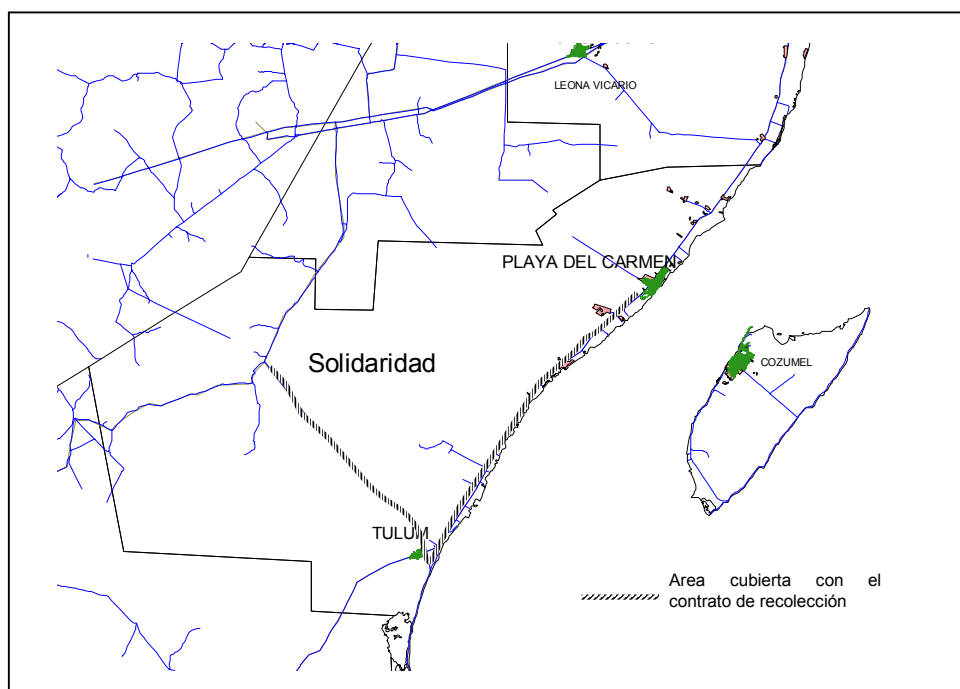 LEONA VICARIO
PLAYA DEL CARMEN
Solidaridad
COZUMEL
TULUM
Area cubierta con el
contrato de recolección